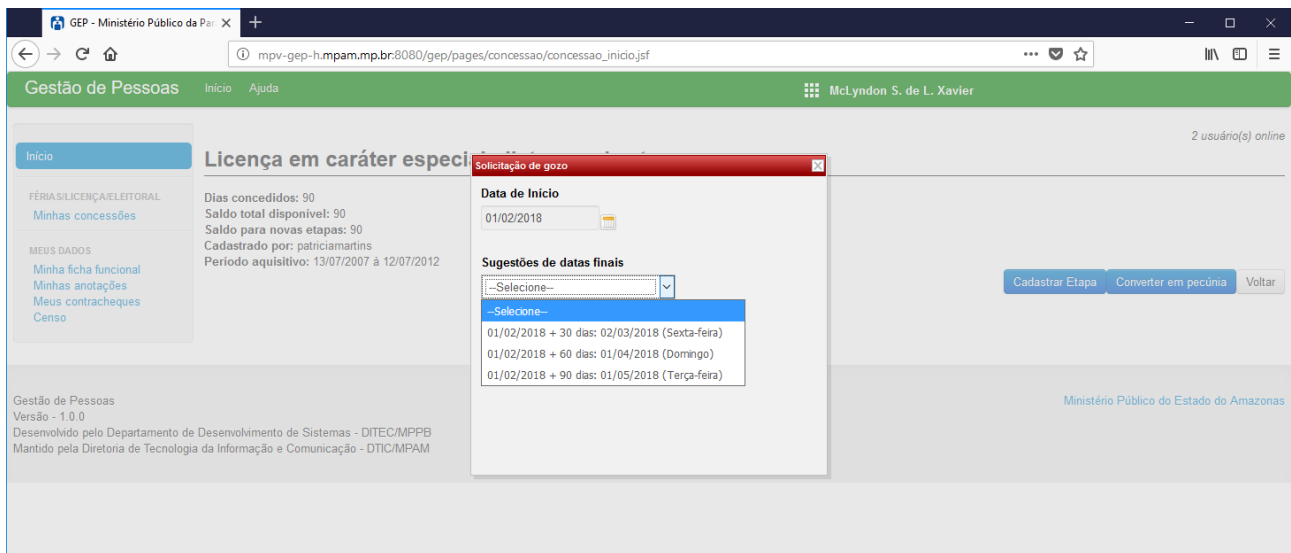 GEP - Ministério Público da Par
mpv-gep-h.mpam.mp.br:8080/gep/pages/concessao/concessao_inicio.jsf
Gestão de Pessoas Início Ajuda McLyndon S. de L. Xavier
2 usuário(s) online
Início
Licença em caráter especi
FÉRIAS/LICENÇA/ELEITORAL
Minhas concessões
MEUS DADOS
Minha ficha funcional
Minhas anotações
Meus contracheques
Censo
Dias concedidos: 90
Saldo total disponível: 90
Saldo para novas etapas: 90
Cadastrado por: patriciamartins
Período aquisitivo: 13/07/2007 à 12/07/2012
Solicitação de gozo
Data de Início
01/02/2018
Sugestões de datas finais
--Selecione--
--Selecione--
01/02/2018 + 30 dias: 02/03/2018 (Sexta-feira)
01/02/2018 + 60 dias: 01/04/2018 (Domingo)
01/02/2018 + 90 dias: 01/05/2018 (Terça-feira)
Cadastrar Etapa Converter em pecúnia Voltar
Gestão de Pessoas
Versão - 1.0.0
Desenvolvido pelo Departamento de Desenvolvimento de Sistemas - DITEC/MPPB
Mantido pela Diretoria de Tecnologia da Informação e Comunicação - DTIC/MPAM
Ministério Público do Estado do Amazonas